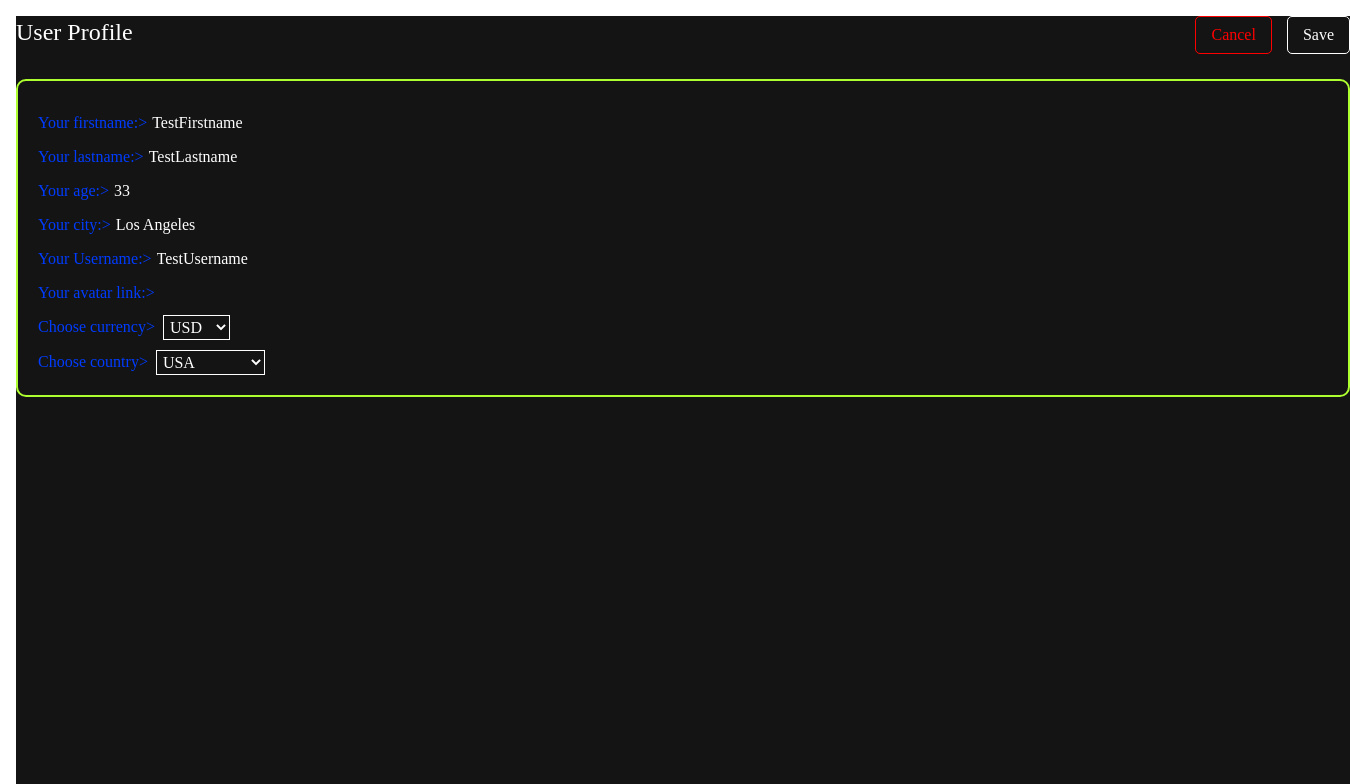 User Profile
Cancel
Save
Your firstname:> TestFirstname
Your lastname:> TestLastname
Your age:> 33
Your city:> Los Angeles
Your Username:> TestUsername
Your avatar link:>
Choose currency> USD
Choose country> USA